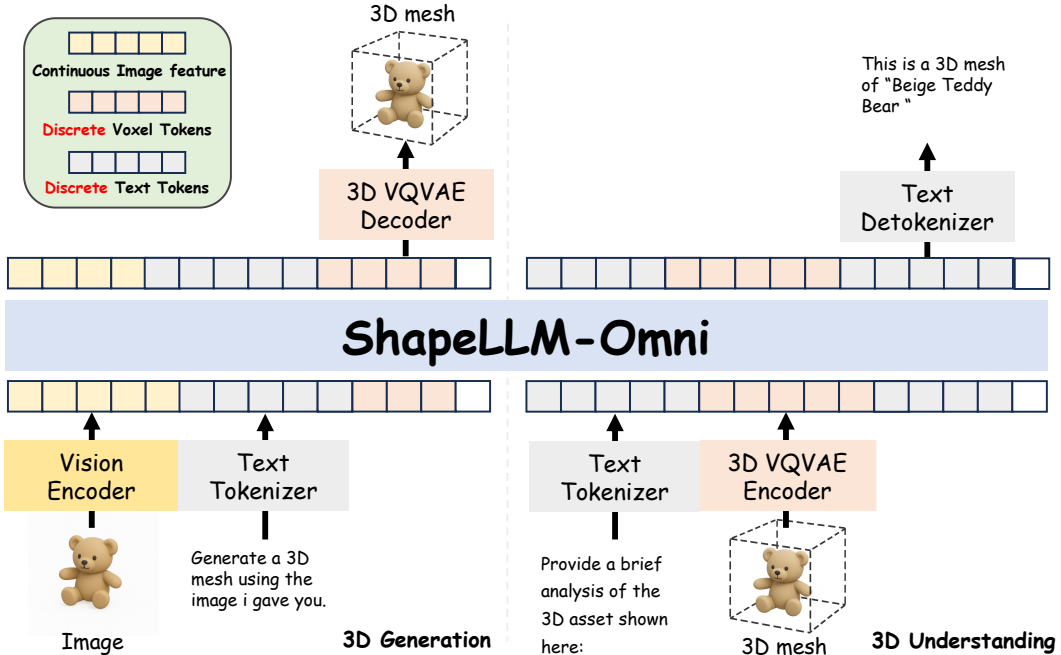 Continuous Image feature
Discrete Voxel Tokens
Discrete Text Tokens
3D mesh
3D VQVAE
Decoder
This is a 3D mesh
of “Beige Teddy
Bear “
Text
Detokenizer
ShapeLLM-Omni
Vision
Encoder
Text
Tokenizer
Image
Generate a 3D
mesh using the
image i gave you.
3D Generation
Text
Tokenizer
3D VQVAE
Encoder
Provide a brief
analysis of the
3D asset shown
here:
3D mesh
3D Understanding